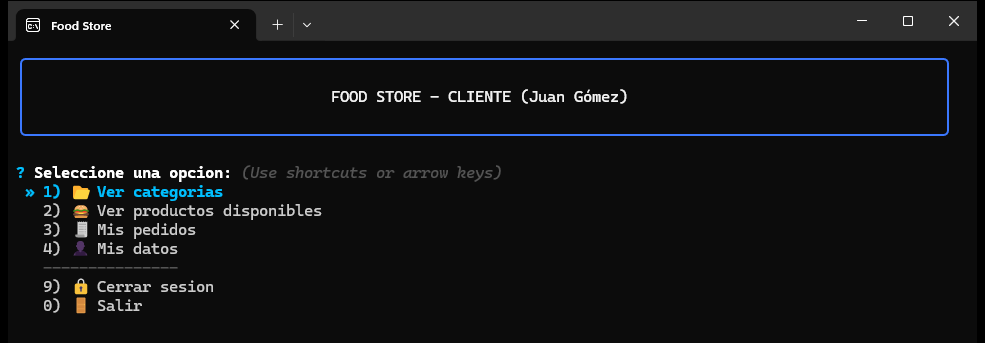 Food Store
FOOD STORE - CLIENTE (Juan Gómez)
? Seleccione una opcion: (Use shortcuts or arrow keys)
» 1) 📂 Ver categorias
2) 🍔 Ver productos disponibles
3) 🧾 Mis pedidos
4) 👤 Mis datos
---------------
9) 🔒 Cerrar sesion
0) 🚪 Salir